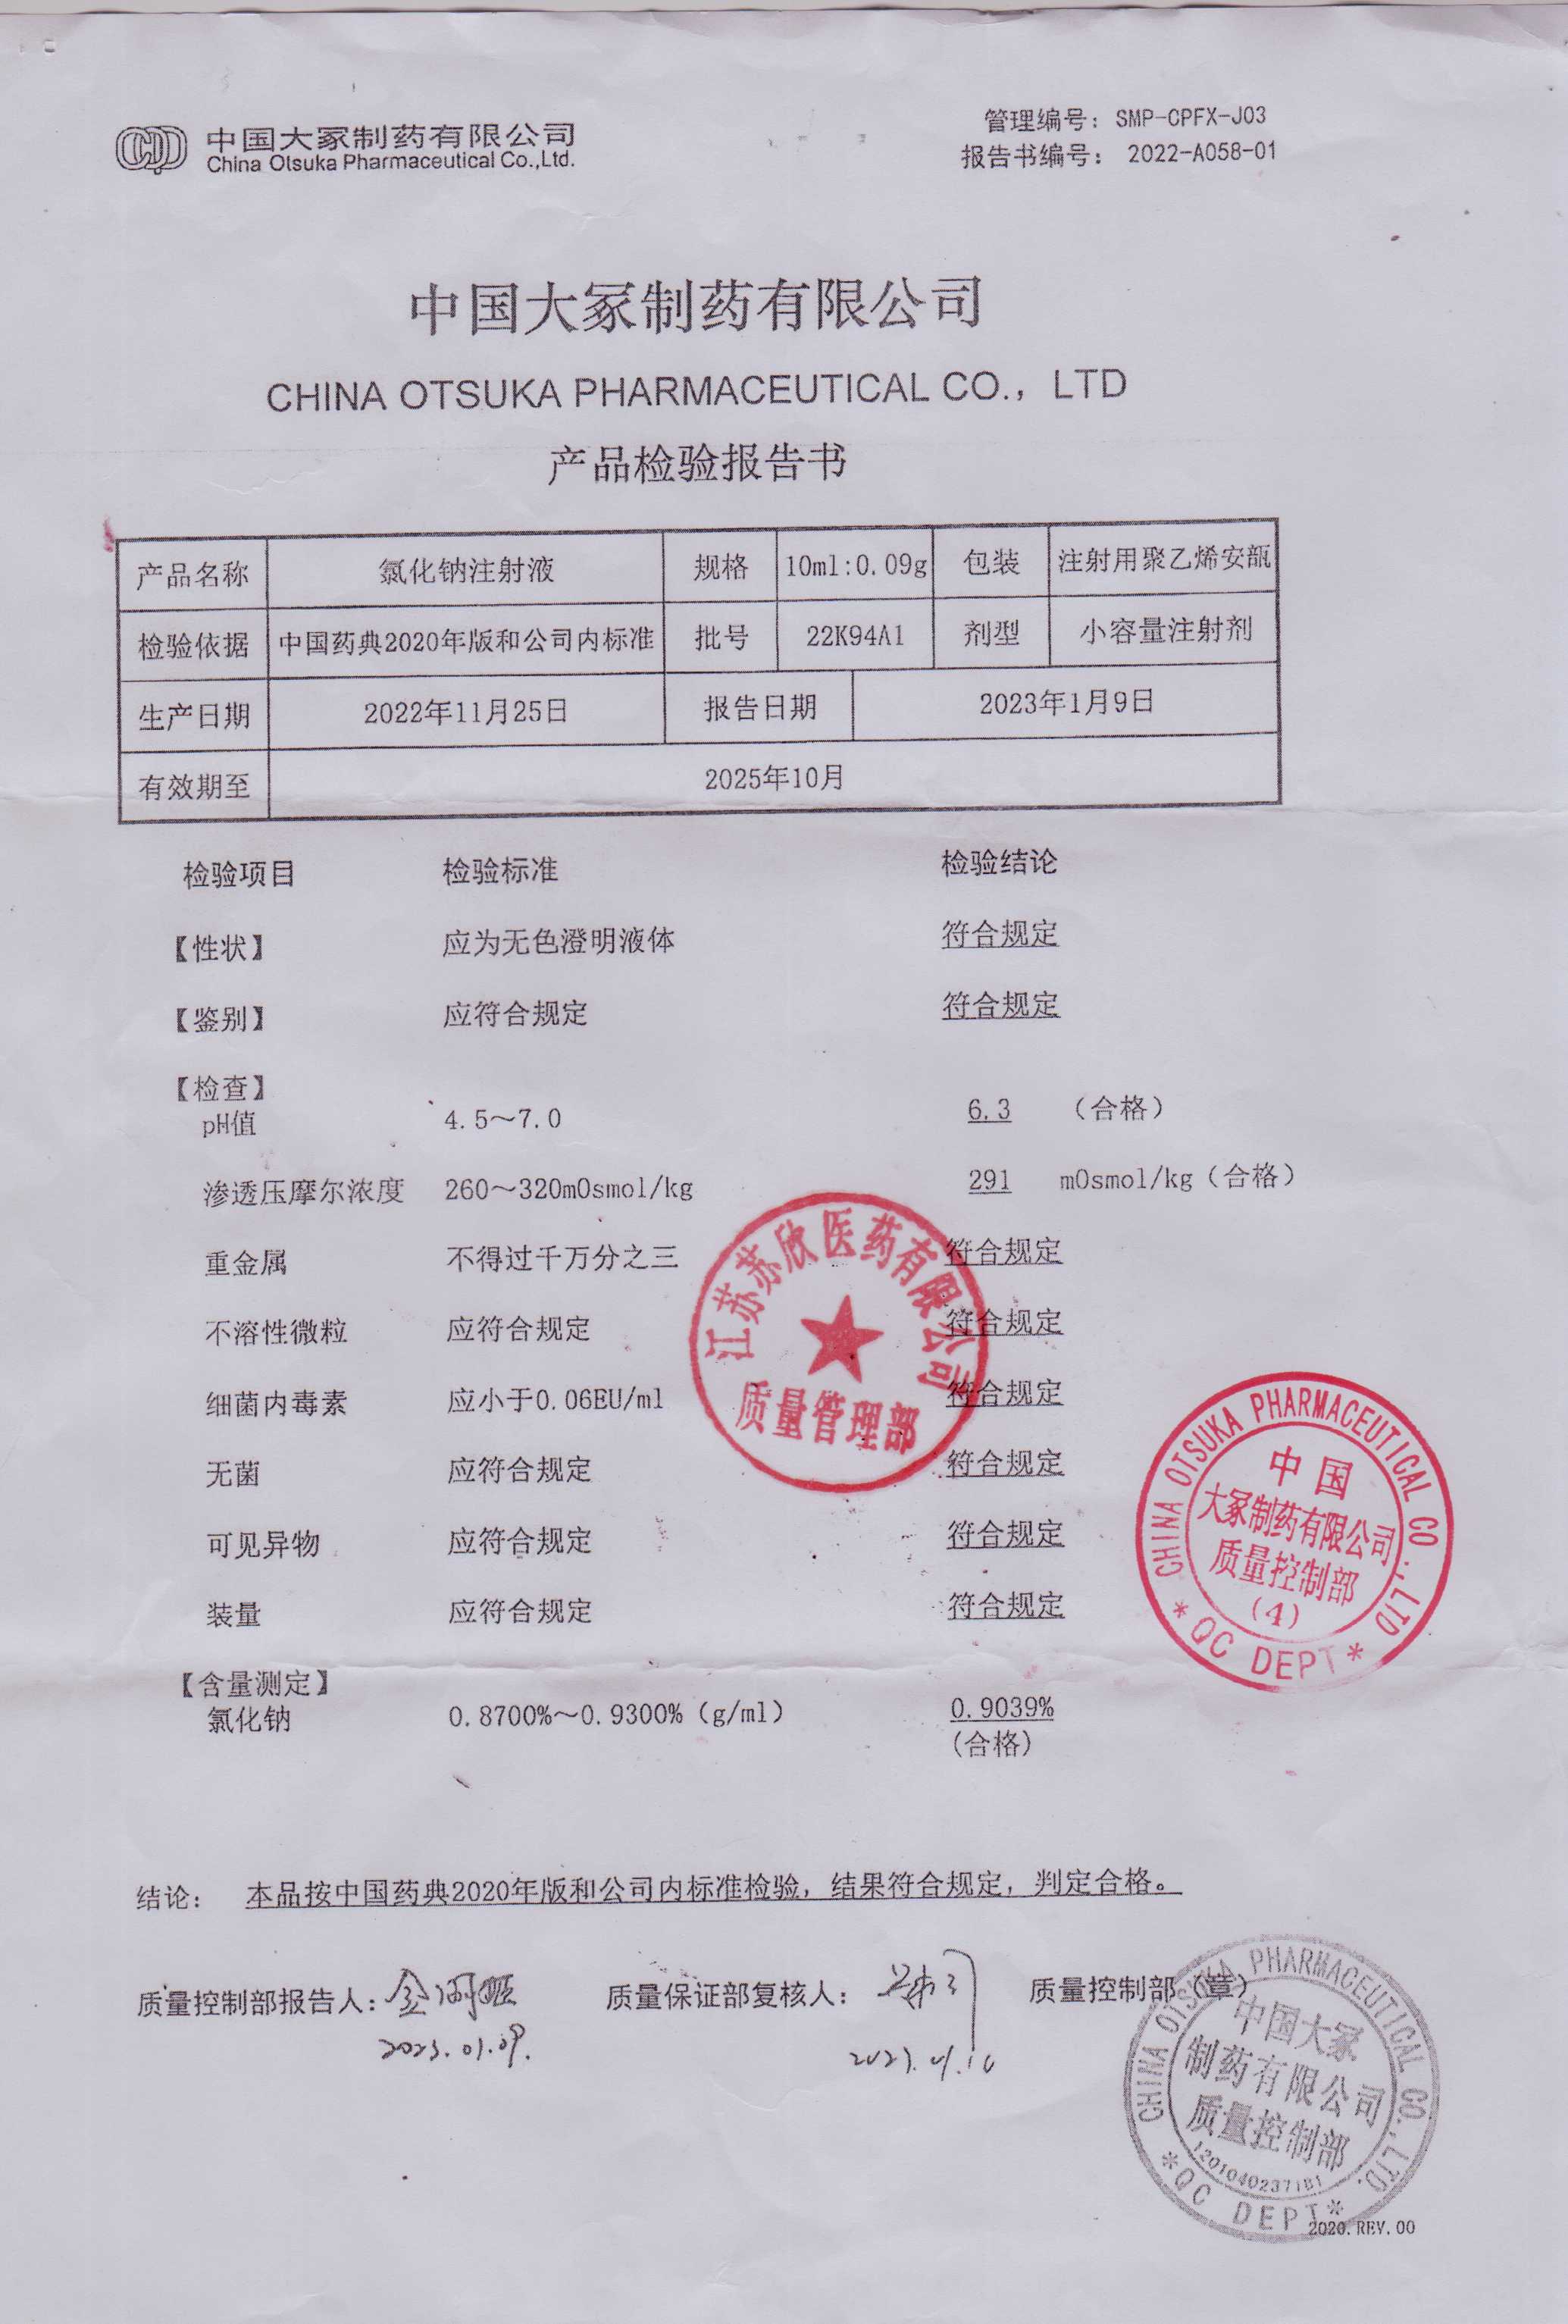 中国大冢制药有限公司
China Otsuka Pharmaceutical Co.,Ltd.
管理编号：SMP-CPFX-J03
报告书编号： 2022-A058-01
中国大冢制药有限公司
CHINA OTSUKA PHARMACEUTICAL CO.，LTD
产品检验报告书
产品名称 氯化钠注射液 规格 10ml:0.09g 包装 注射用聚乙烯安瓿
检验依据 中国药典2020年版和公司内标准 批号 22K94A1 剂型 小容量注射剂
生产日期 2022年11月25日 报告日期 2023年1月9日
有效期至 2025年10月
检验项目 检验标准 检验结论
【性状】 应为无色澄明液体 符合规定
【鉴别】 应符合规定 符合规定
【检查】
pH值 4.5～7.0 6.3 （合格）
渗透压摩尔浓度 260～320mOsmol/kg 291 mOsmol/kg（合格）
重金属 不得过千万分之三 符合规定
不溶性微粒 应符合规定 符合规定
细菌内毒素 应小于0.06EU/ml 符合规定
无菌 应符合规定 符合规定
可见异物 应符合规定 符合规定
装量 应符合规定 符合规定
【含量测定】
氯化钠 0.8700%～0.9300%（g/ml） 0.9039%
(合格)
江苏苏欣医药有限公司
质量管理部
CHINA OTSUKA PHARMACEUTICAL CO.,LTD
中国
大冢制药有限公司
质量控制部
(4)
*QC DEPT*
结论： 本品按中国药典2020年版和公司内标准检验，结果符合规定，判定合格。
质量控制部报告人：
2023.01.09.
质量保证部复核人：
2023.01.10
质量控制部（章）
CHINA OTSUKA PHARMACEUTICAL CO.,LTD.
中国大冢
制药有限公司
质量控制部
*QC DEPT*
2020.REV.00